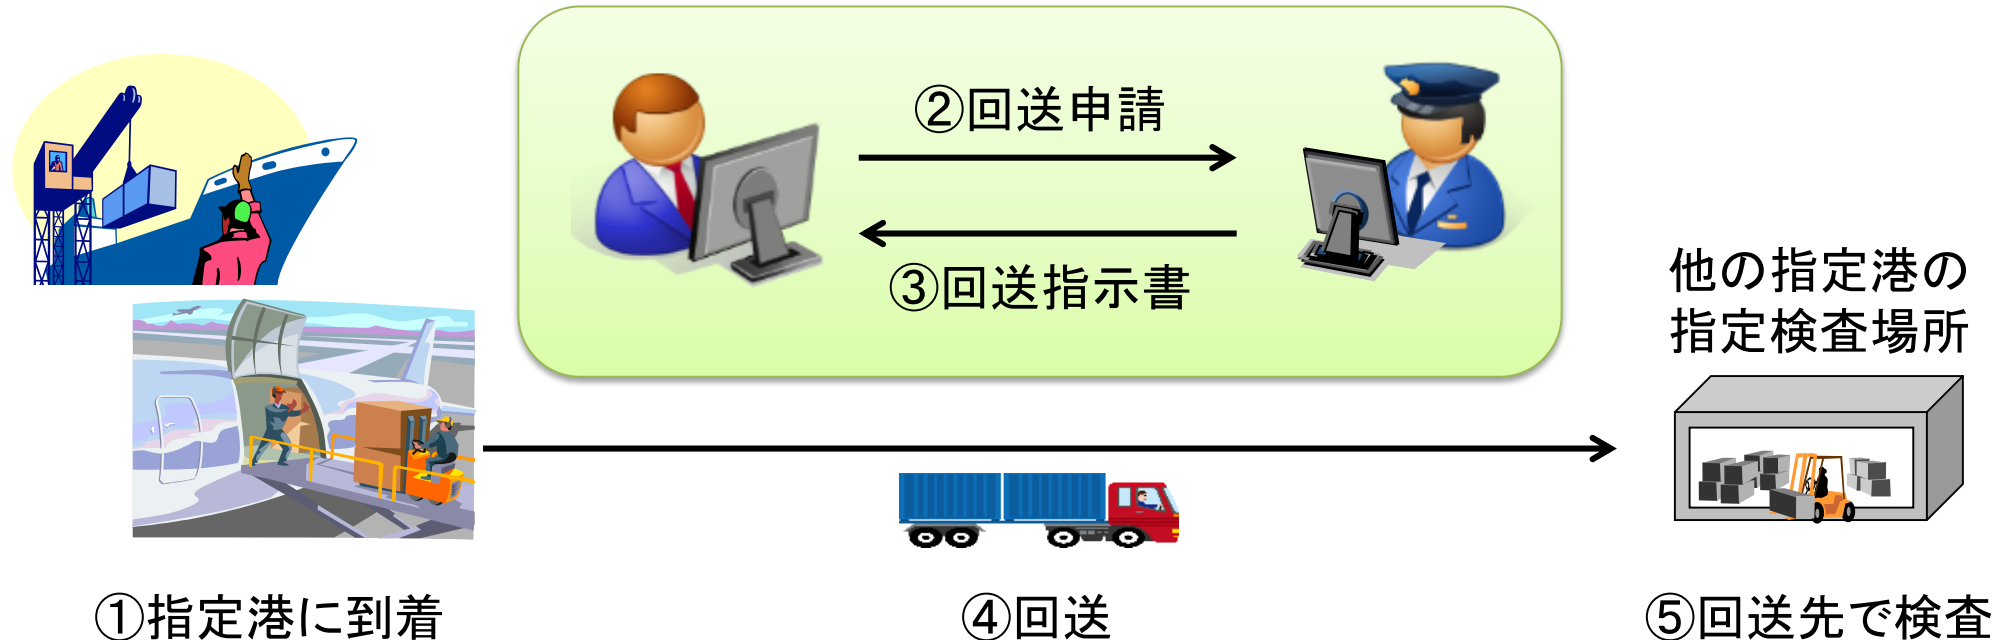 ②回送申請
③回送指示書
他の指定港の
指定検査場所
①指定港に到着
④回送
⑤回送先で検査